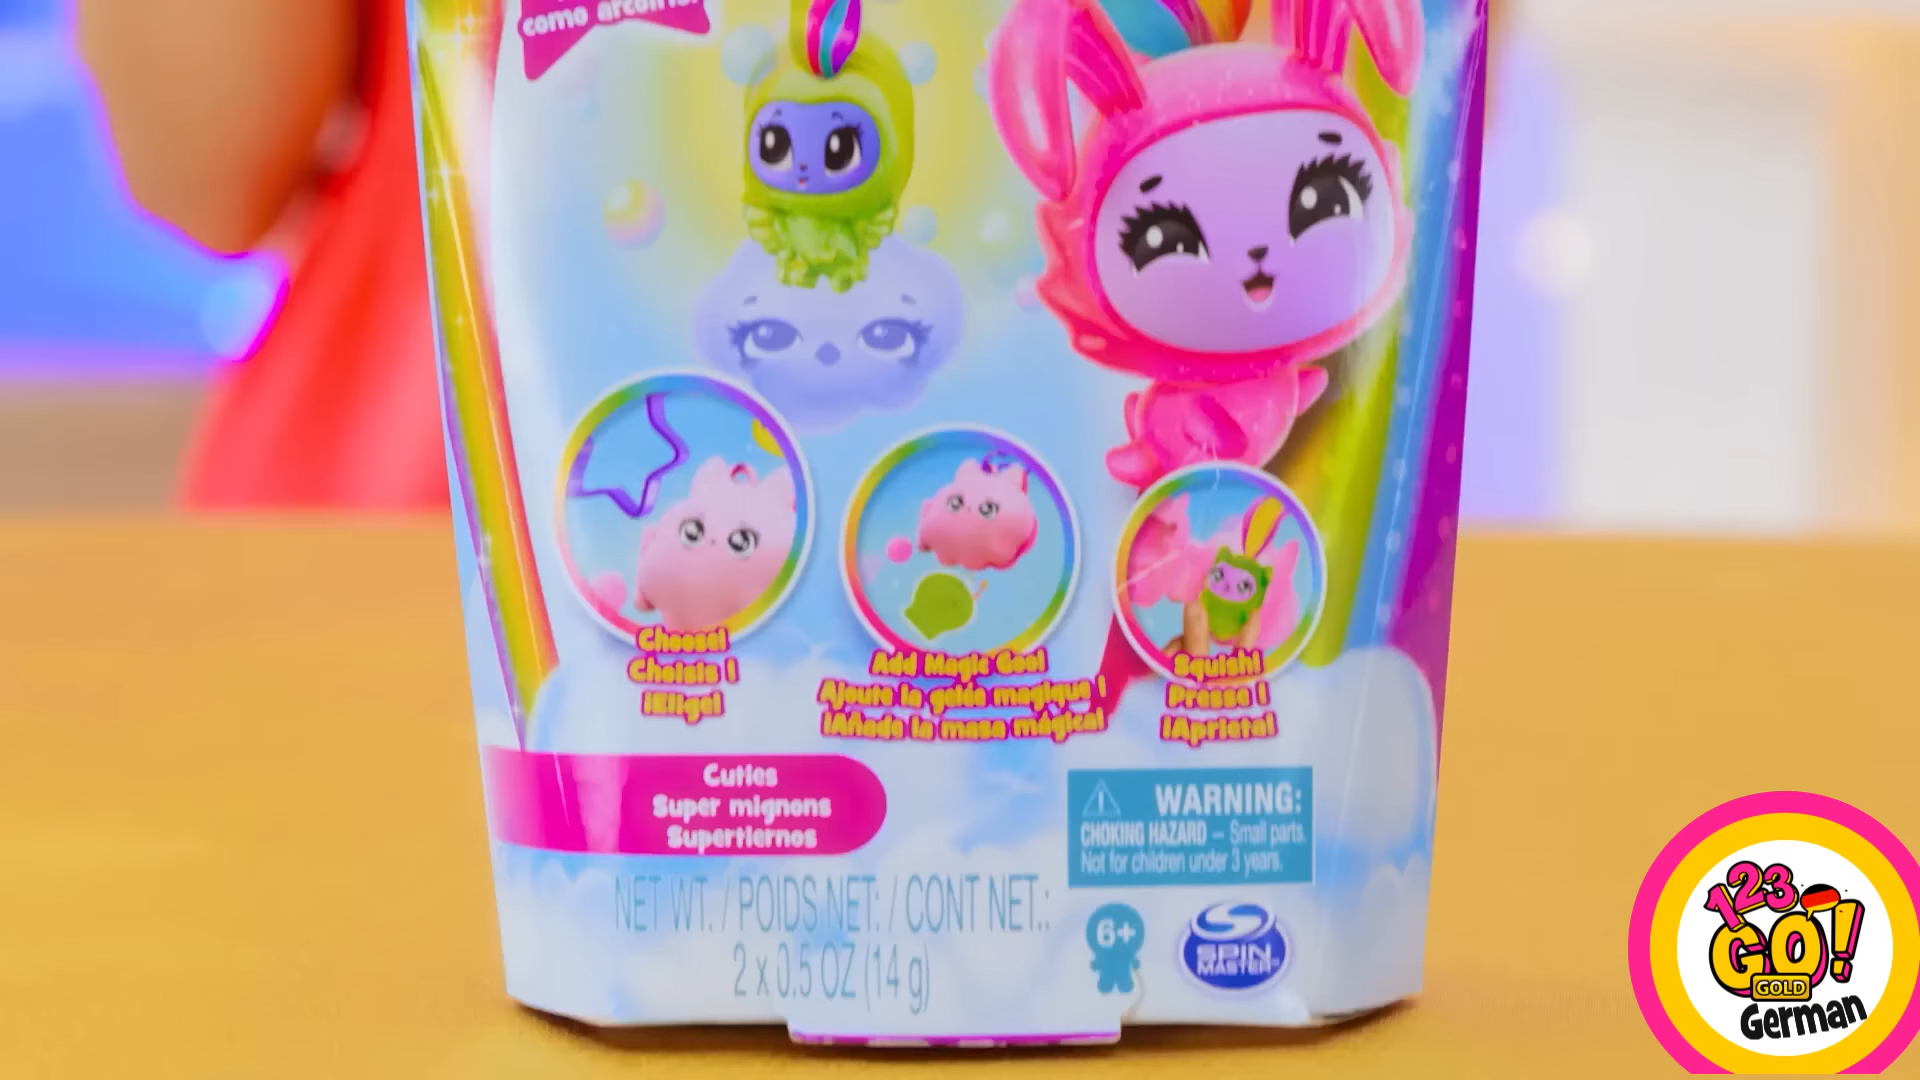 como arcoíris!
Choose!
Choisis !
¡Elige!
Add Magic Goo!
Ajoute la gelée magique !
¡Añade la masa mágica!
Squish!
Presse !
¡Aprieta!
Cuties
Super mignons
Supertiernos
WARNING:
CHOKING HAZARD – Small parts.
Not for children under 3 years.
NET WT. / POIDS NET: / CONT NET.:
2 x 0.5 OZ (14 g)
6+
SPIN
MASTER
123
GO!
GOLD
German